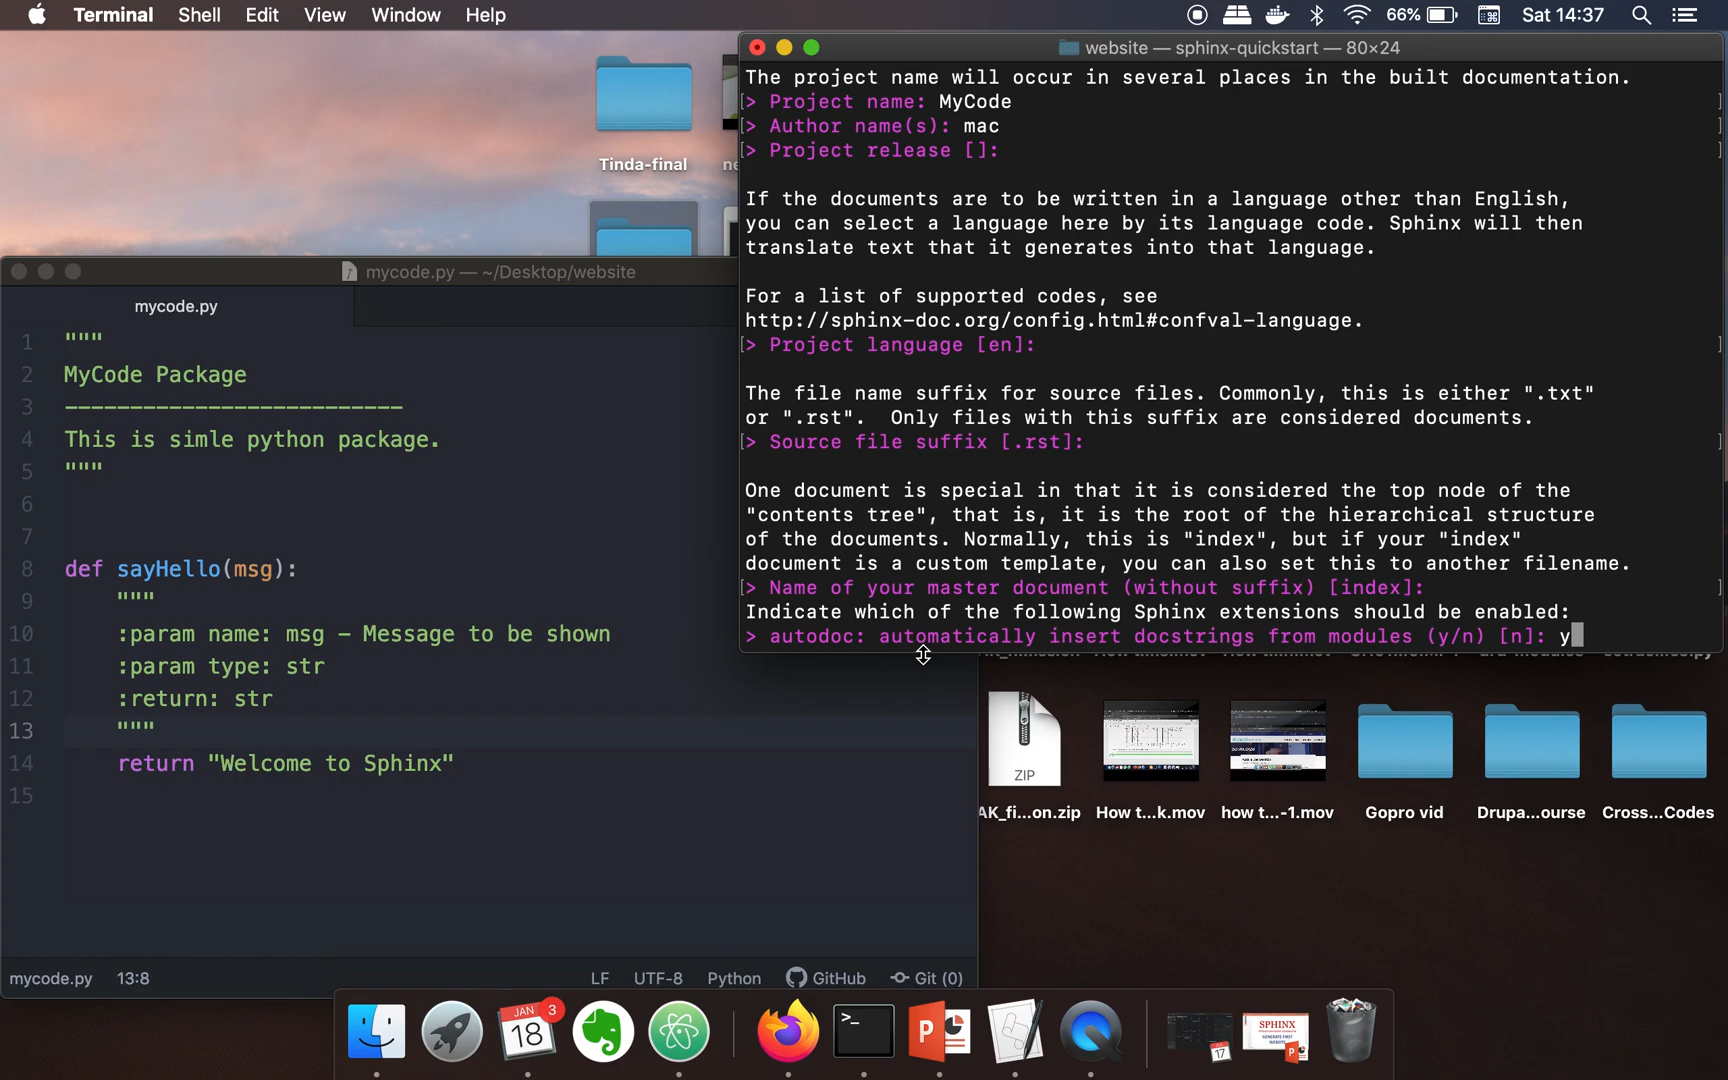 Terminal Shell Edit View Window Help 66% Sat 14:37
Tinda-final
website — sphinx-quickstart — 80×24
The project name will occur in several places in the built documentation.
[> Project name: MyCode ]
[> Author name(s): mac ]
[> Project release []: ]
If the documents are to be written in a language other than English,
you can select a language here by its language code. Sphinx will then
translate text that it generates into that language.
For a list of supported codes, see
http://sphinx-doc.org/config.html#confval-language.
[> Project language [en]: ]
The file name suffix for source files. Commonly, this is either ".txt"
or ".rst".  Only files with this suffix are considered documents.
[> Source file suffix [.rst]: ]
One document is special in that it is considered the top node of the
"contents tree", that is, it is the root of the hierarchical structure
of the documents. Normally, this is "index", but if your "index"
document is a custom template, you can also set this to another filename.
[> Name of your master document (without suffix) [index]: ]
Indicate which of the following Sphinx extensions should be enabled:
> autodoc: automatically insert docstrings from modules (y/n) [n]: y
mycode.py — ~/Desktop/website
mycode.py
1 """
2 MyCode Package
3 --------------------------
4 This is simle python package.
5 """
6
7
8 def sayHello(msg):
9 """
10 :param name: msg - Message to be shown
11 :param type: str
12 :return: str
13 """
14 return "Welcome to Sphinx"
15
mycode.py 13:8 LF UTF-8 Python GitHub Git (0)
ZIP
AK_fi...on.zip How t...k.mov how t...-1.mov Gopro vid Drupa...ourse Cross...Codes
JAN 18 3
SPHINX
GENERATE FIRST
WEBSITE
17